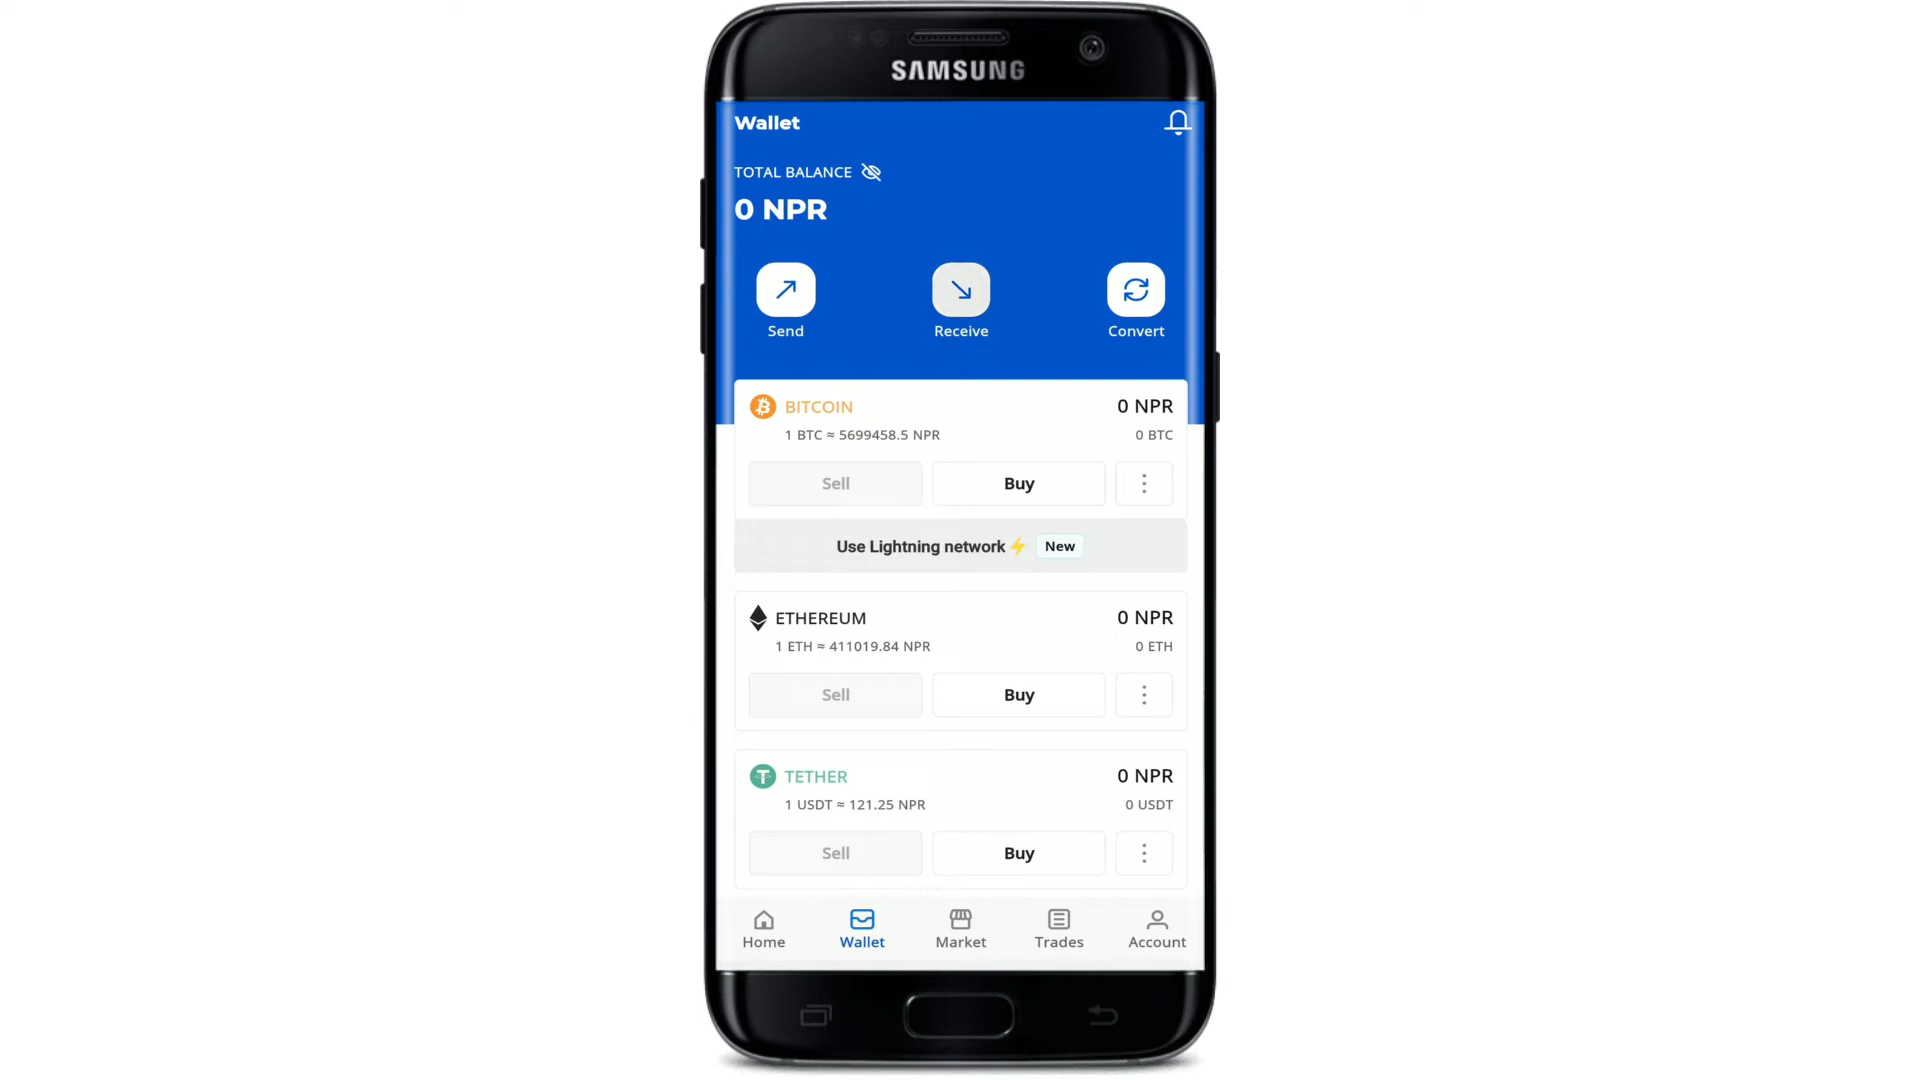 SAMSUNG
Wallet
TOTAL BALANCE
0 NPR
Send
Receive
Convert
BITCOIN
0 NPR
1 BTC ≈ 5699458.5 NPR
0 BTC
Sell
Buy
Use Lightning network⚡ New
ETHEREUM
0 NPR
1 ETH ≈ 411019.84 NPR
0 ETH
Sell
Buy
TETHER
0 NPR
1 USDT ≈ 121.25 NPR
0 USDT
Sell
Buy
Home
Wallet
Market
Trades
Account